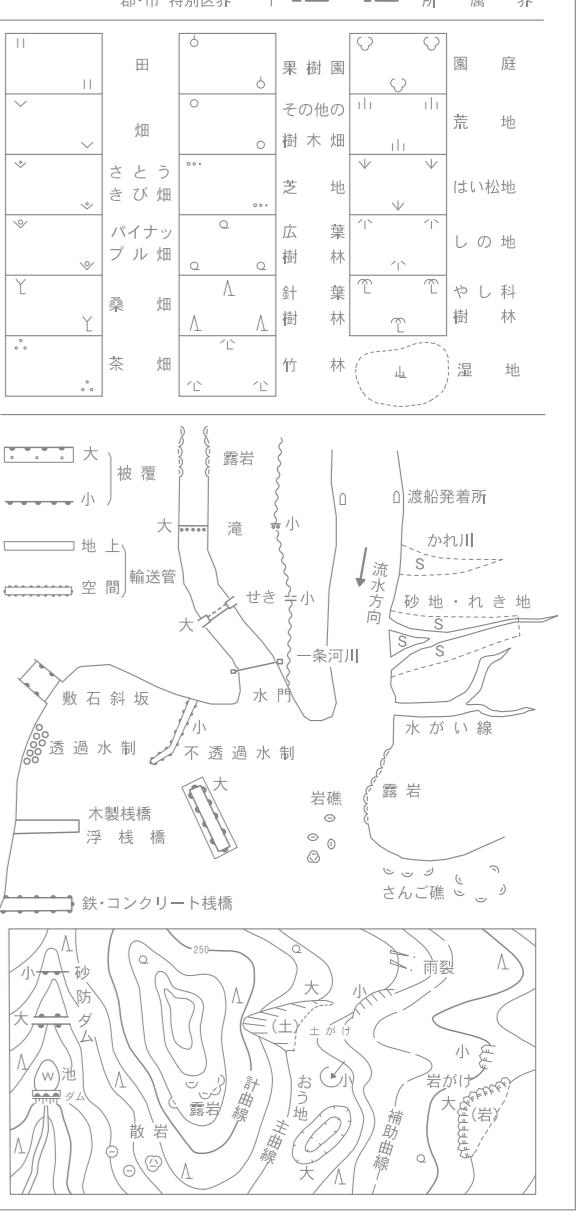 郡・市 特別区界
所属界
田
果樹園
園庭
畑
その他の
樹木畑
荒地
さとう
きび畑
芝地
はい松地
パイナッ
プル畑
広葉
樹林
しの地
桑畑
針葉
樹林
やし科
樹林
茶畑
竹林
湿地
大
小
被覆
地上
空間
輸送管
露岩
大
滝
小
せき
小
大
一条河川
水門
渡船発着所
かれ川
S
流水方向
砂地・れき地
S
S
S
水がい線
敷石斜坂
透過水制
小
不透過水制
大
木製桟橋
浮桟橋
岩礁
露岩
さんご礁
鉄・コンクリート桟橋
250
小
砂防ダム
大
W
池
ダム
散岩
露岩
計曲線
主曲線
大
(土)
土がけ
小
おう地
小
大
補助曲線
雨裂
小
岩がけ
大
(岩)